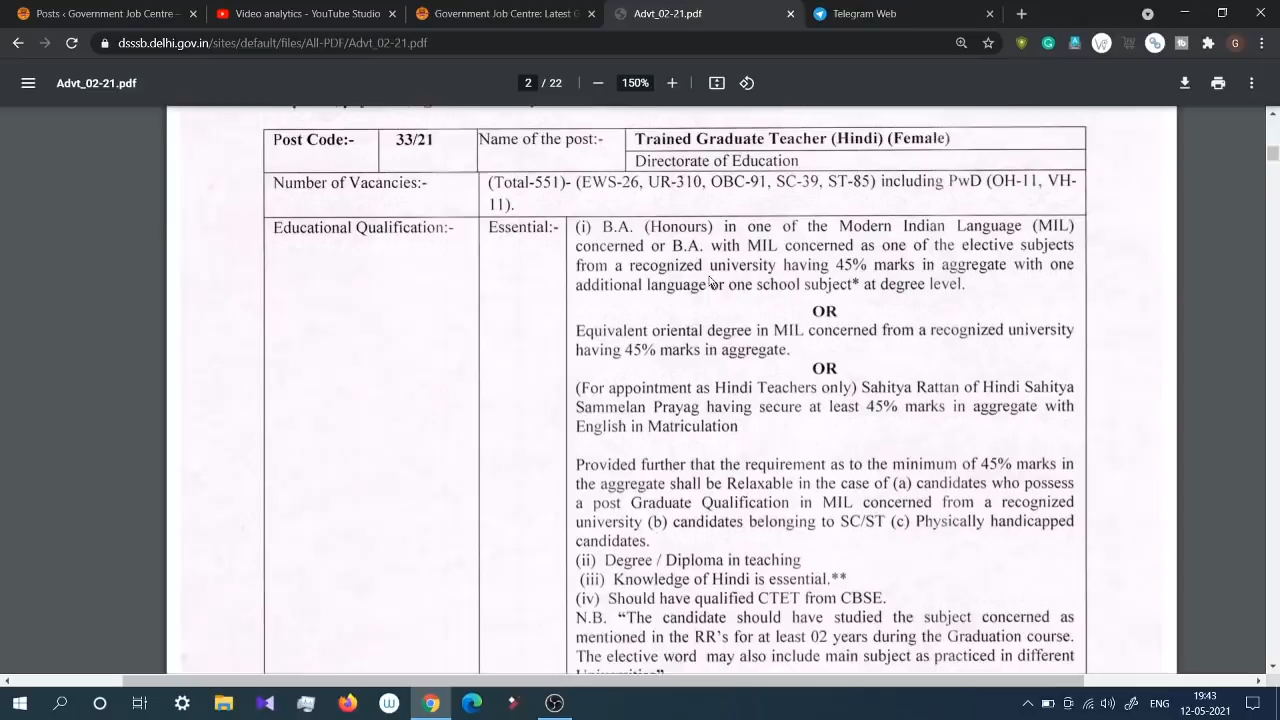 Posts ‹ Government Job Centre —
Video analytics - YouTube Studio
Government Job Centre: Latest G
Advt_02-21.pdf
Telegram Web
dsssb.delhi.gov.in/sites/default/files/All-PDF/Advt_02-21.pdf
G
Advt_02-21.pdf
2 / 22
150%
Post Code:- 33/21 Name of the post:- Trained Graduate Teacher (Hindi) (Female)
Directorate of Education
Number of Vacancies:- (Total-551)- (EWS-26, UR-310, OBC-91, SC-39, ST-85) including PwD (OH-11, VH-
11).
Educational Qualification:- Essential:- (i) B.A. (Honours) in one of the Modern Indian Language (MIL)
concerned or B.A. with MIL concerned as one of the elective subjects
from a recognized university having 45% marks in aggregate with one
additional language or one school subject* at degree level.
OR
Equivalent oriental degree in MIL concerned from a recognized university
having 45% marks in aggregate.
OR
(For appointment as Hindi Teachers only) Sahitya Rattan of Hindi Sahitya
Sammelan Prayag having secure at least 45% marks in aggregate with
English in Matriculation
Provided further that the requirement as to the minimum of 45% marks in
the aggregate shall be Relaxable in the case of (a) candidates who possess
a post Graduate Qualification in MIL concerned from a recognized
university (b) candidates belonging to SC/ST (c) Physically handicapped
candidates.
(ii) Degree / Diploma in teaching
(iii) Knowledge of Hindi is essential.**
(iv) Should have qualified CTET from CBSE.
N.B. “The candidate should have studied the subject concerned as
mentioned in the RR’s for at least 02 years during the Graduation course.
The elective word may also include main subject as practiced in different
ENG
19:43
12-05-2021